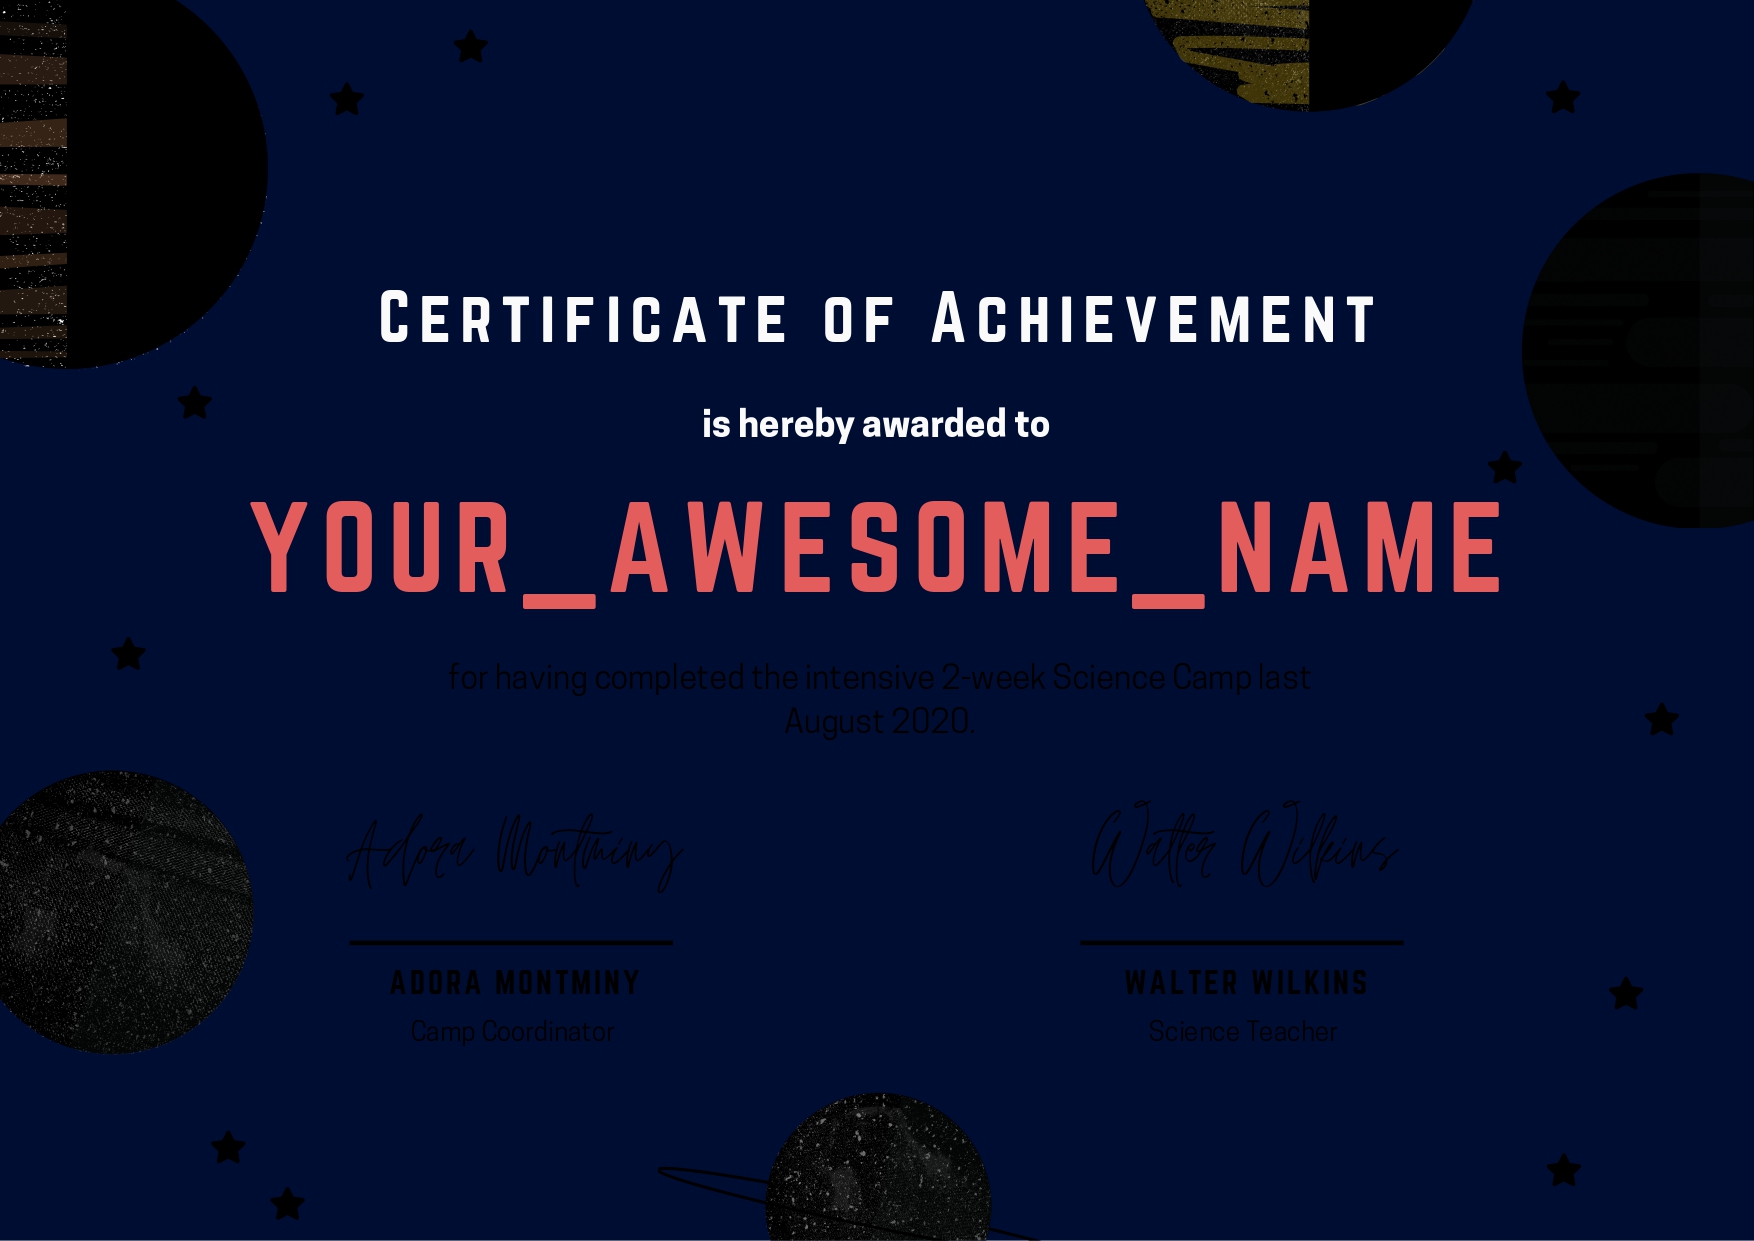 Certificate of Achievement
is hereby awarded to
YOUR_AWESOME_NAME
for having completed the intensive 2-week Science Camp last
August 2020.
Adora Montminy
Walter Wilkins
ADORA MONTMINY
WALTER WILKINS
Camp Coordinator
Science Teacher